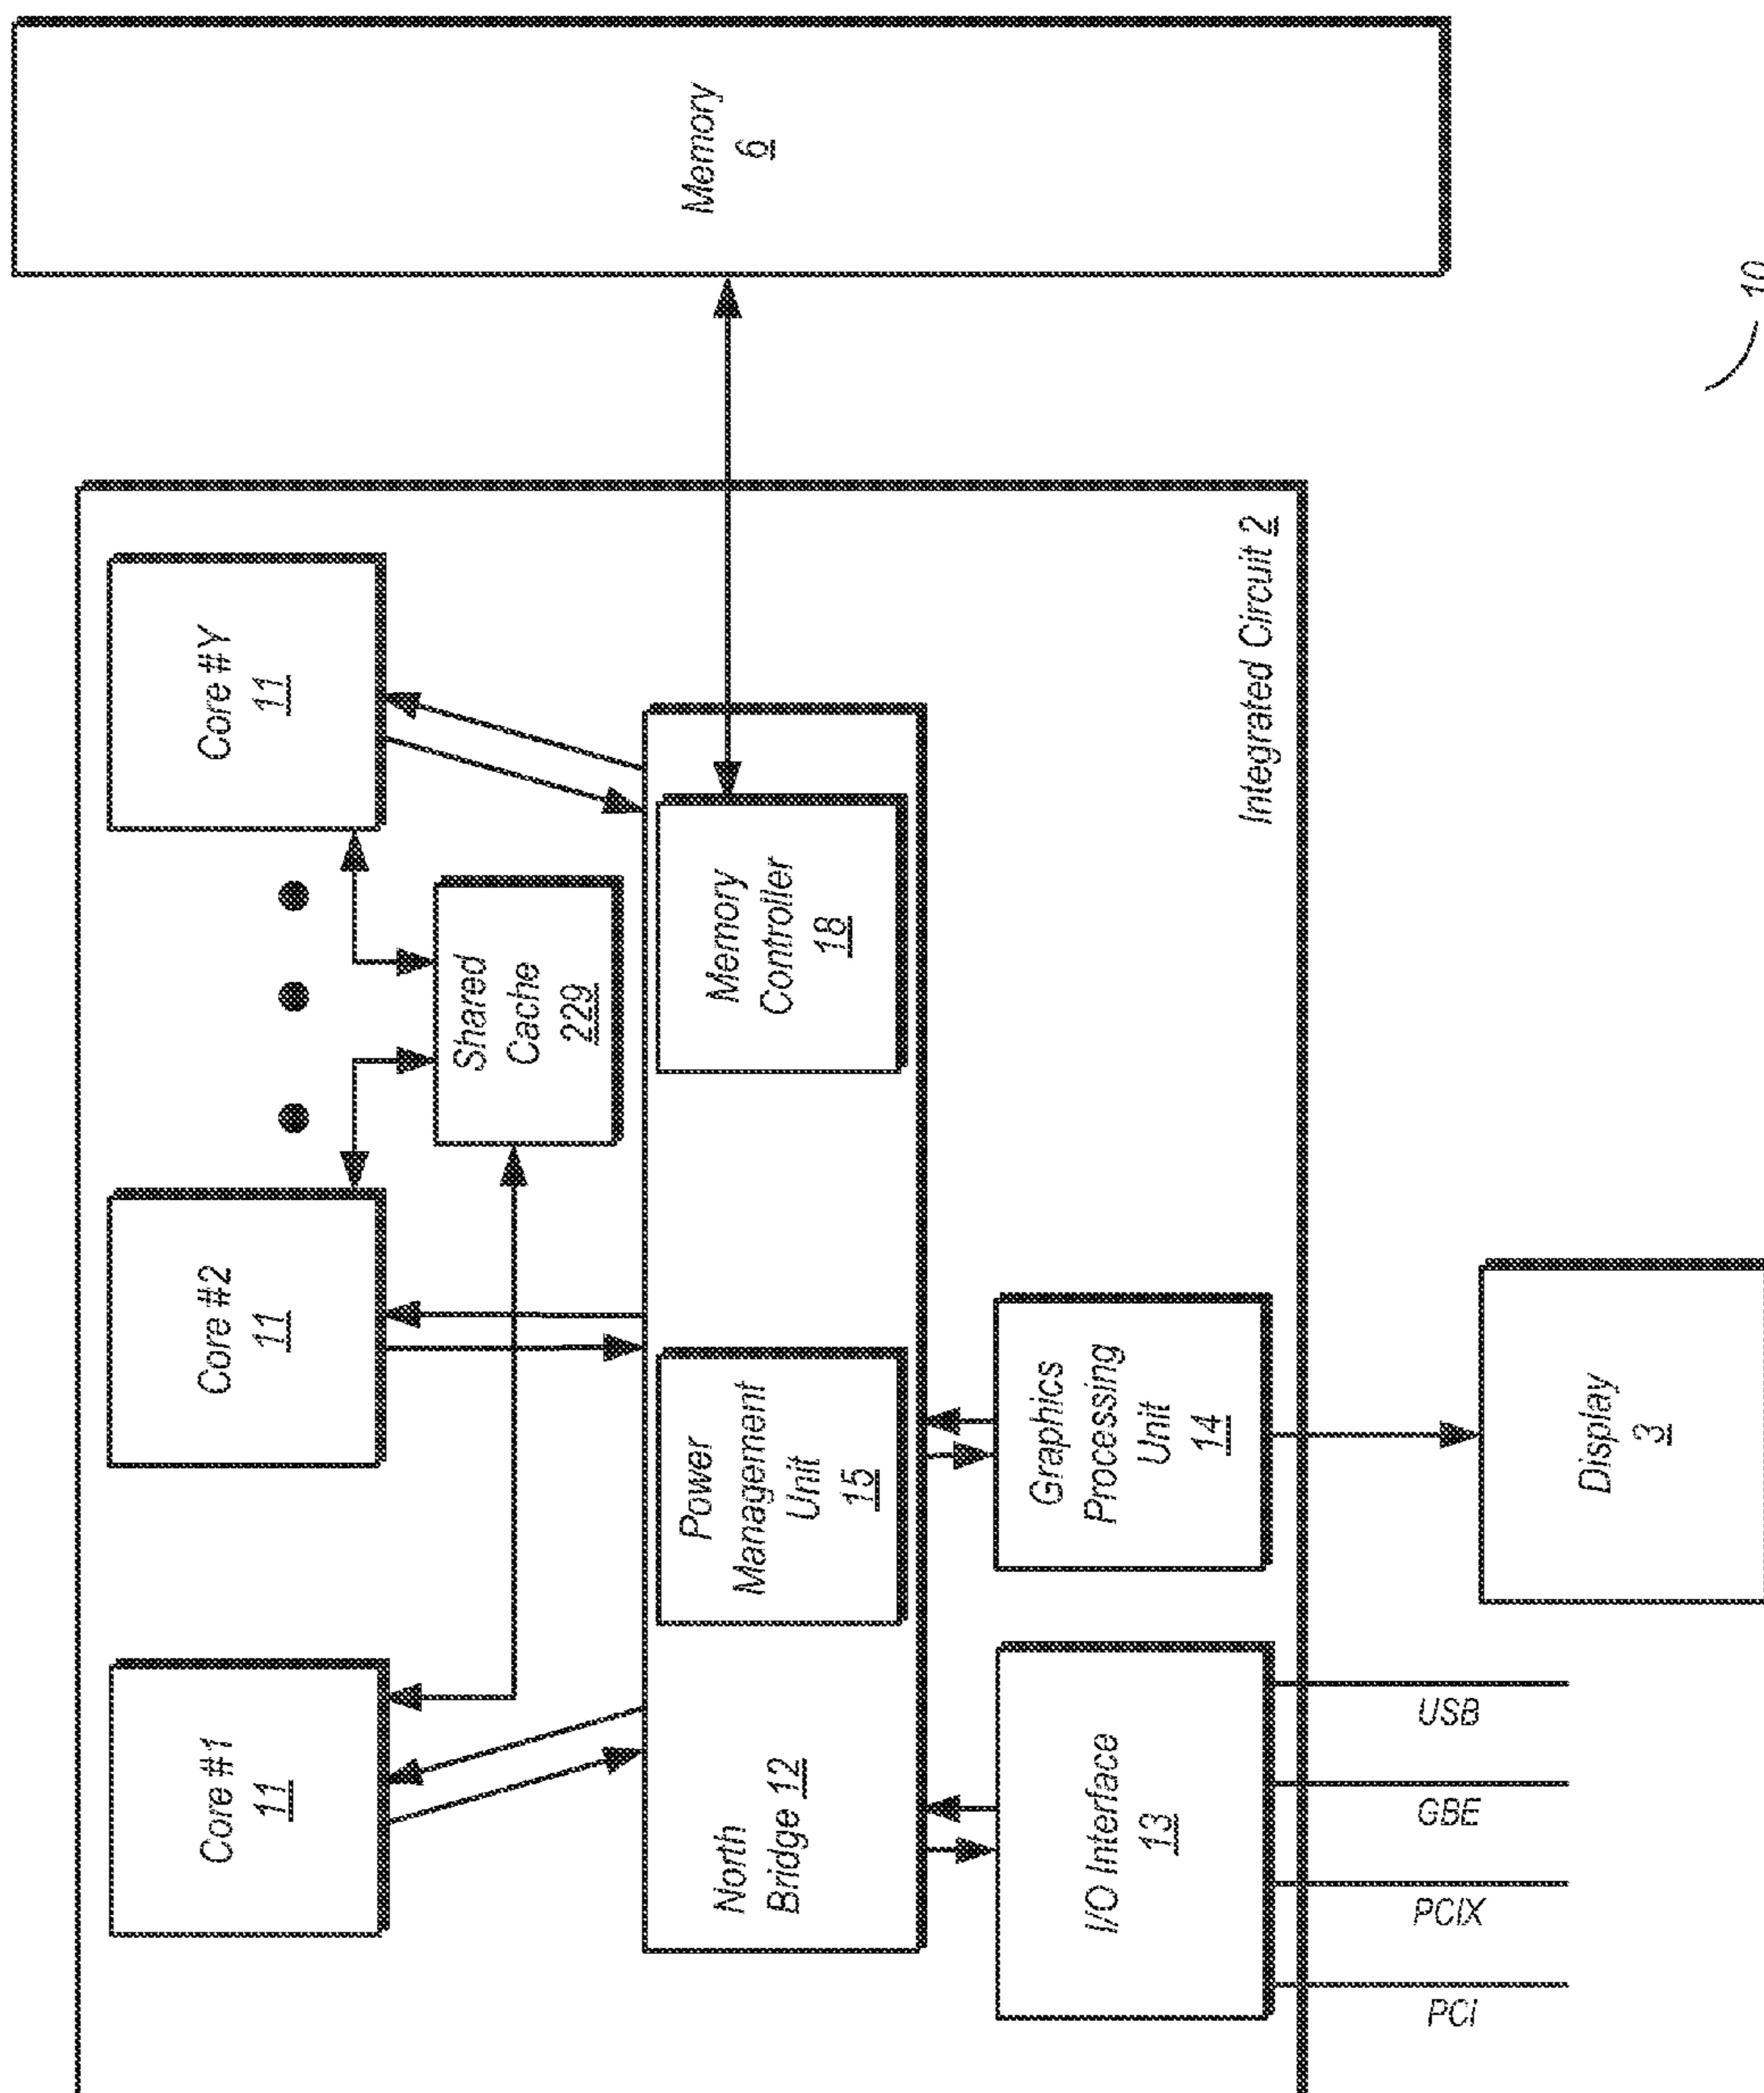 Core #1
11
Core #2
11
Core #Y
11
Shared
Cache
229
North
Bridge 12
Power
Management
Unit
15
Memory
Controller
18
I/O Interface
13
Graphics
Processing
Unit
14
Integrated Circuit 2
Memory
6
PCI
PCIX
GBE
USB
Display
3
10